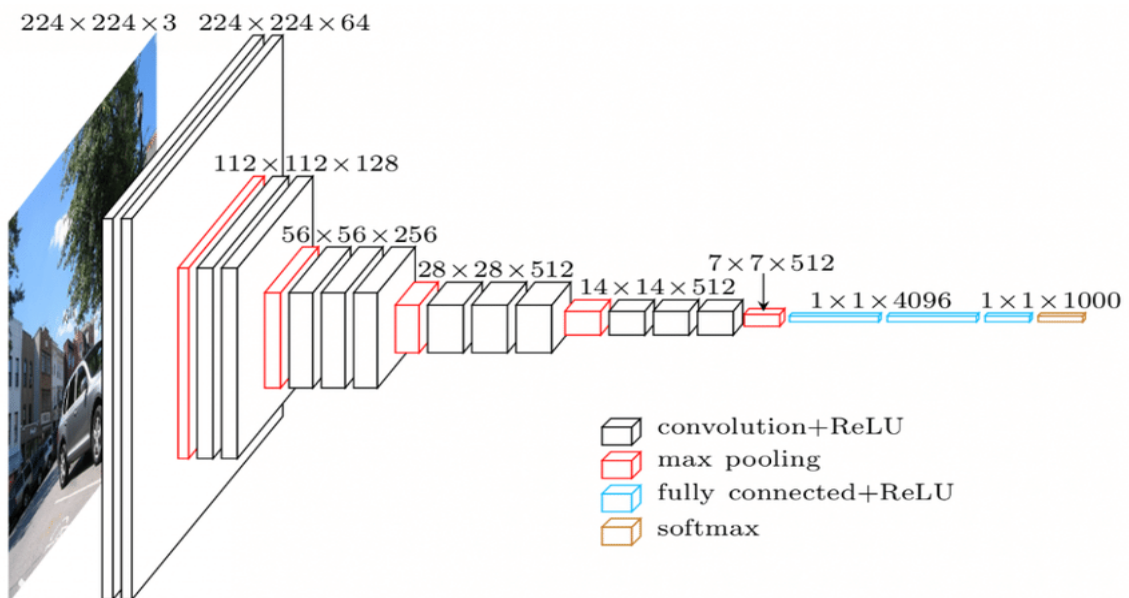 224×224×3
224×224×64
112×112×128
56×56×256
28×28×512
14×14×512
7×7×512
1×1×4096
1×1×1000
convolution+ReLU
max pooling
fully connected+ReLU
softmax